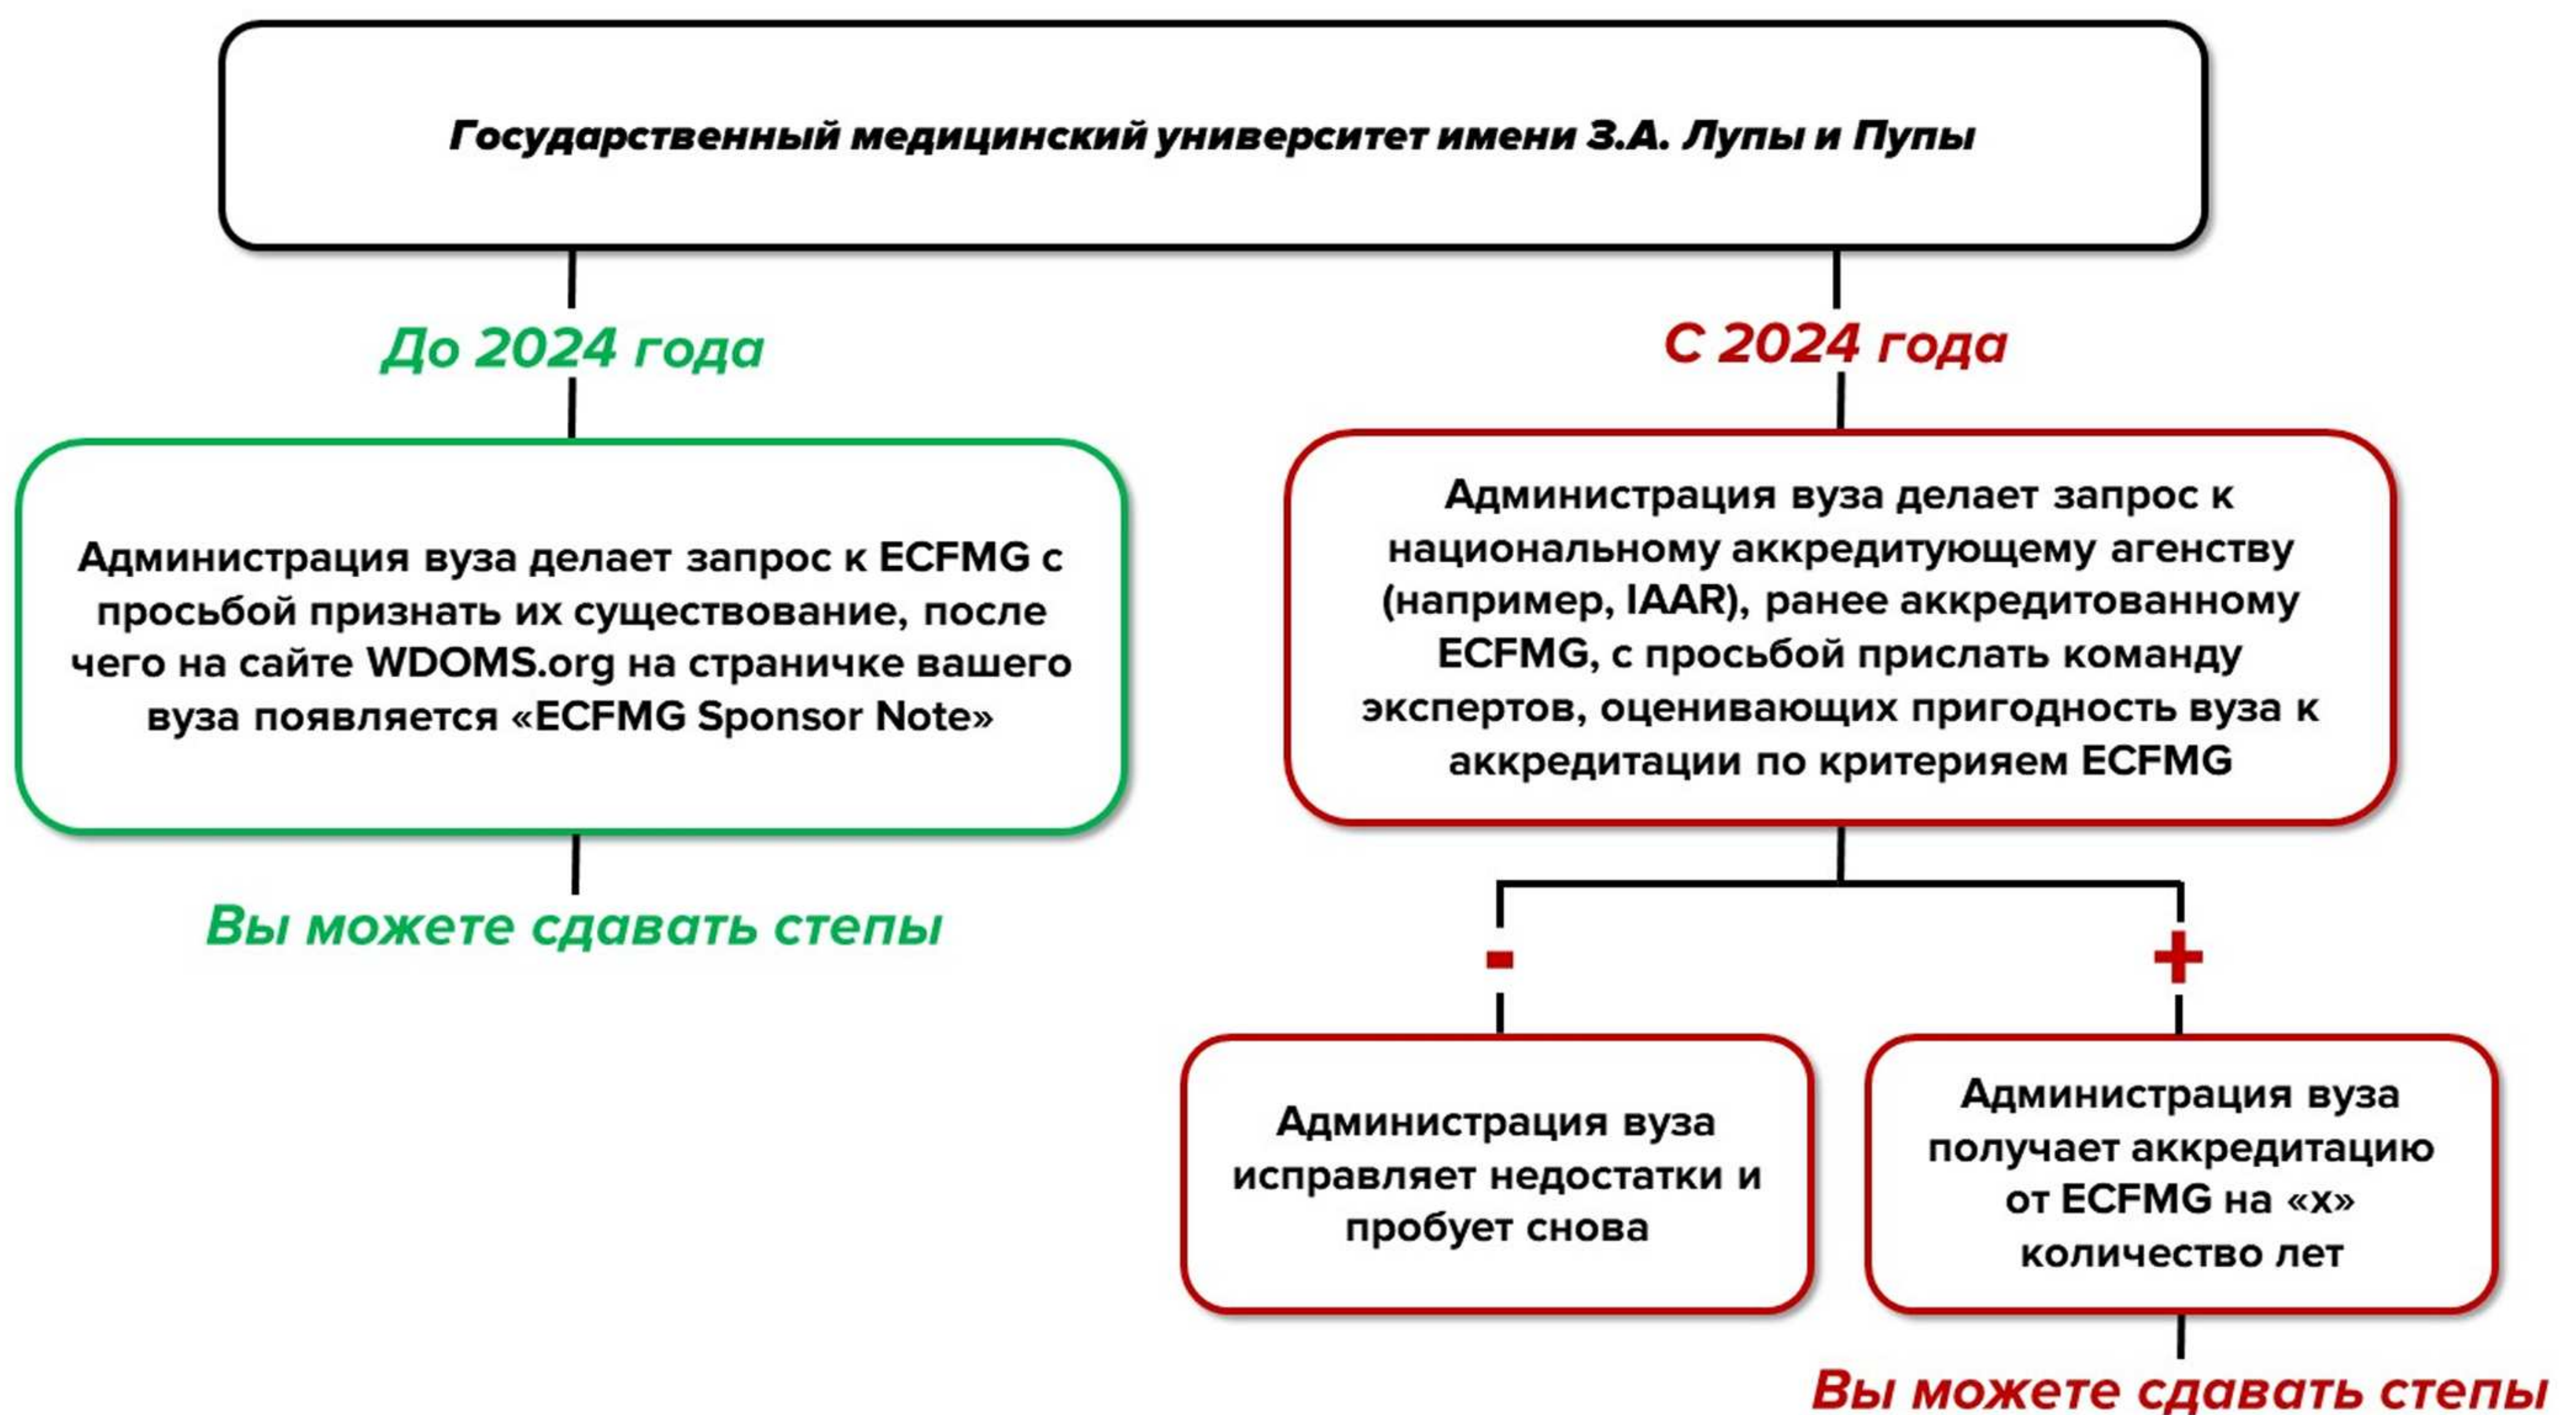 Государственный медицинский университет имени З.А. Лупы и Пупы
До 2024 года
Администрация вуза делает запрос к ECFMG с
просьбой признать их существование, после
чего на сайте WDOMS.org на страничке вашего
вуза появляется «ECFMG Sponsor Note»
Вы можете сдавать степы
С 2024 года
Администрация вуза делает запрос к
национальному аккредитующему агенству
(например, IAAR), ранее аккредитованному
ECFMG, с просьбой прислать команду
экспертов, оценивающих пригодность вуза к
аккредитации по критерияем ECFMG
-
Администрация вуза
исправляет недостатки и
пробует снова
+
Администрация вуза
получает аккредитацию
от ECFMG на «х»
количество лет
Вы можете сдавать степы